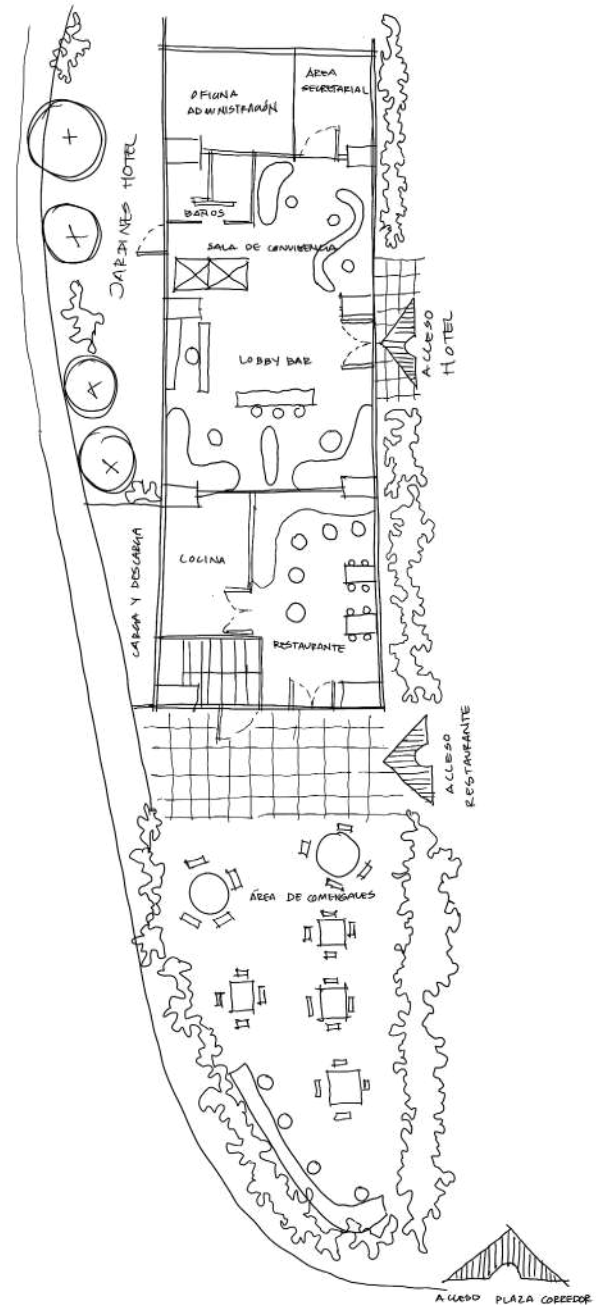 OFICINA
ADMINISTRACIÓN
ÁREA
SECRETARIAL
JARDINES HOTEL
BAÑOS
SALA DE CONVIVENCIA
LOBBY BAR
ACCESO
HOTEL
COCINA
CARGA Y DESCARGA
RESTAURANTE
ACCESO
RESTAURANTE
ÁREA DE COMENSALES
ACCESO PLAZA CORREDOR